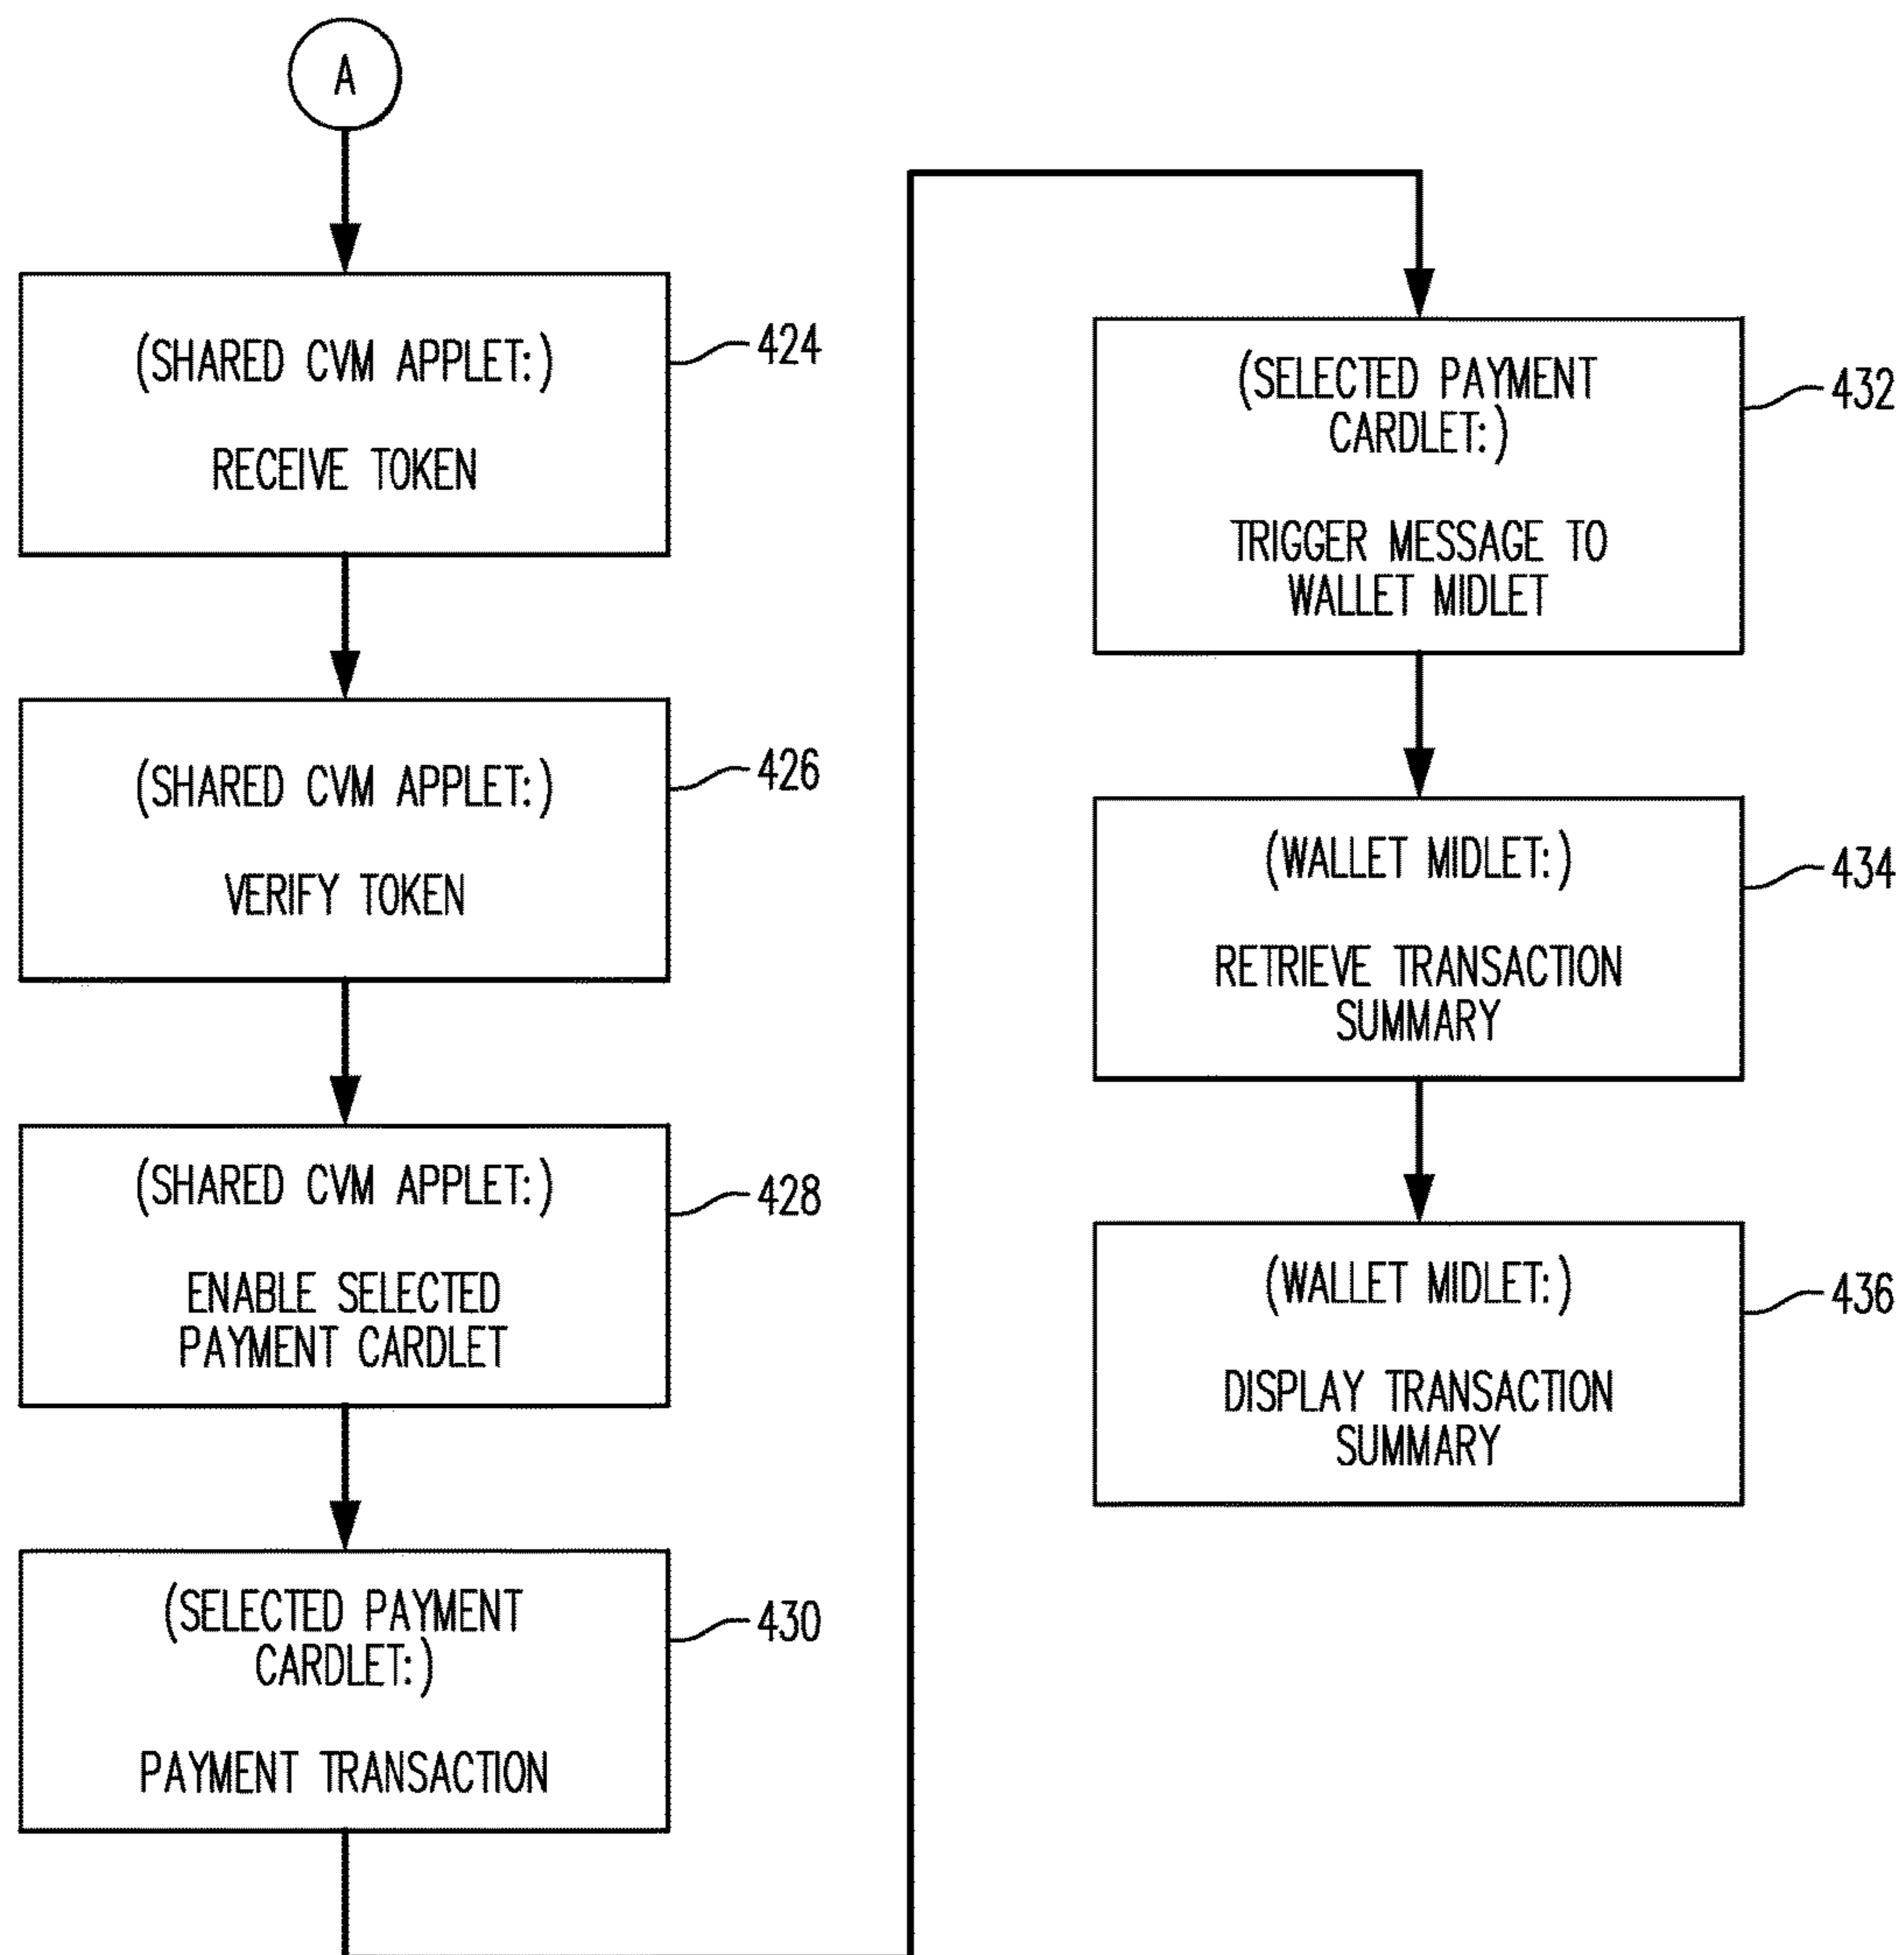 A
(SHARED CVM APPLET:)
RECEIVE TOKEN
424
(SHARED CVM APPLET:)
VERIFY TOKEN
426
(SHARED CVM APPLET:)
ENABLE SELECTED
PAYMENT CARDLET
428
(SELECTED PAYMENT
CARDLET:)
PAYMENT TRANSACTION
430
(SELECTED PAYMENT
CARDLET:)
TRIGGER MESSAGE TO
WALLET MIDLET
432
(WALLET MIDLET:)
RETRIEVE TRANSACTION
SUMMARY
434
(WALLET MIDLET:)
DISPLAY TRANSACTION
SUMMARY
436